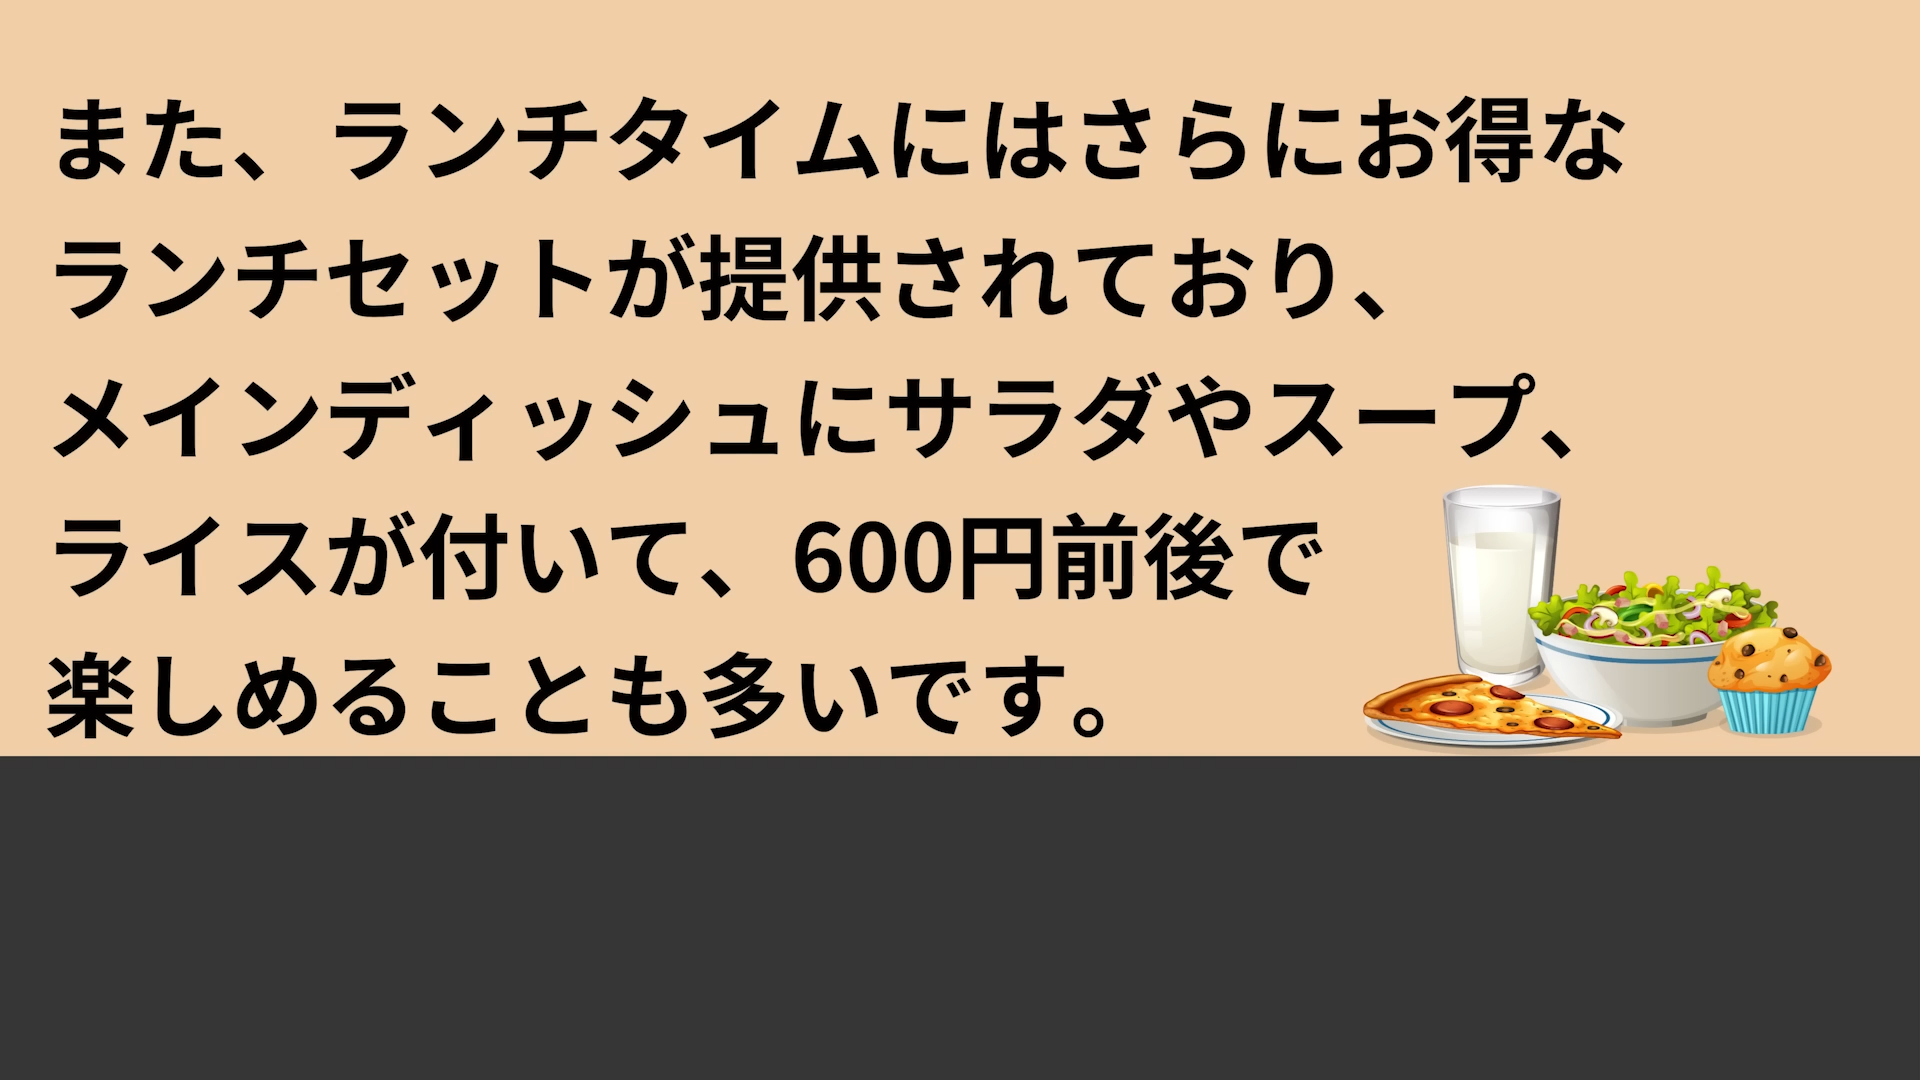 また、ランチタイムにはさらにお得な
ランチセットが提供されており、
メインディッシュにサラダやスープ、
ライスが付いて、600円前後で
楽しめることも多いです。